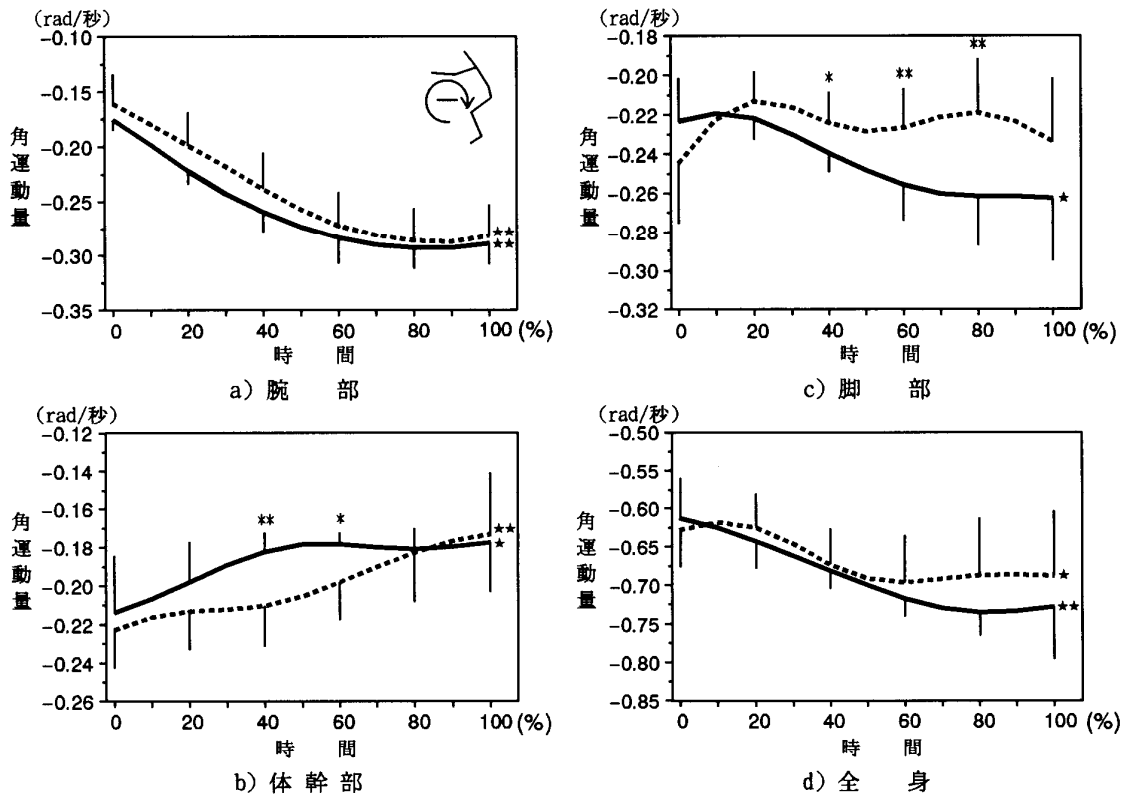 (rad/秒)
-0.10
-0.15
-0.20
-0.25
-0.30
-0.35
角運動量
★★
★★
0 20 40 60 80 100 (%)
時 間
a) 腕 部
(rad/秒)
-0.18
-0.20
-0.22
-0.24
-0.26
-0.28
-0.30
-0.32
角運動量
* ** **
★
0 20 40 60 80 100 (%)
時 間
c) 脚 部
(rad/秒)
-0.12
-0.14
-0.16
-0.18
-0.20
-0.22
-0.24
-0.26
角運動量
** *
★★
★
0 20 40 60 80 100 (%)
時 間
b) 体 幹 部
(rad/秒)
-0.50
-0.55
-0.60
-0.65
-0.70
-0.75
-0.80
-0.85
角運動量
★
★★
0 20 40 60 80 100 (%)
時 間
d) 全 身